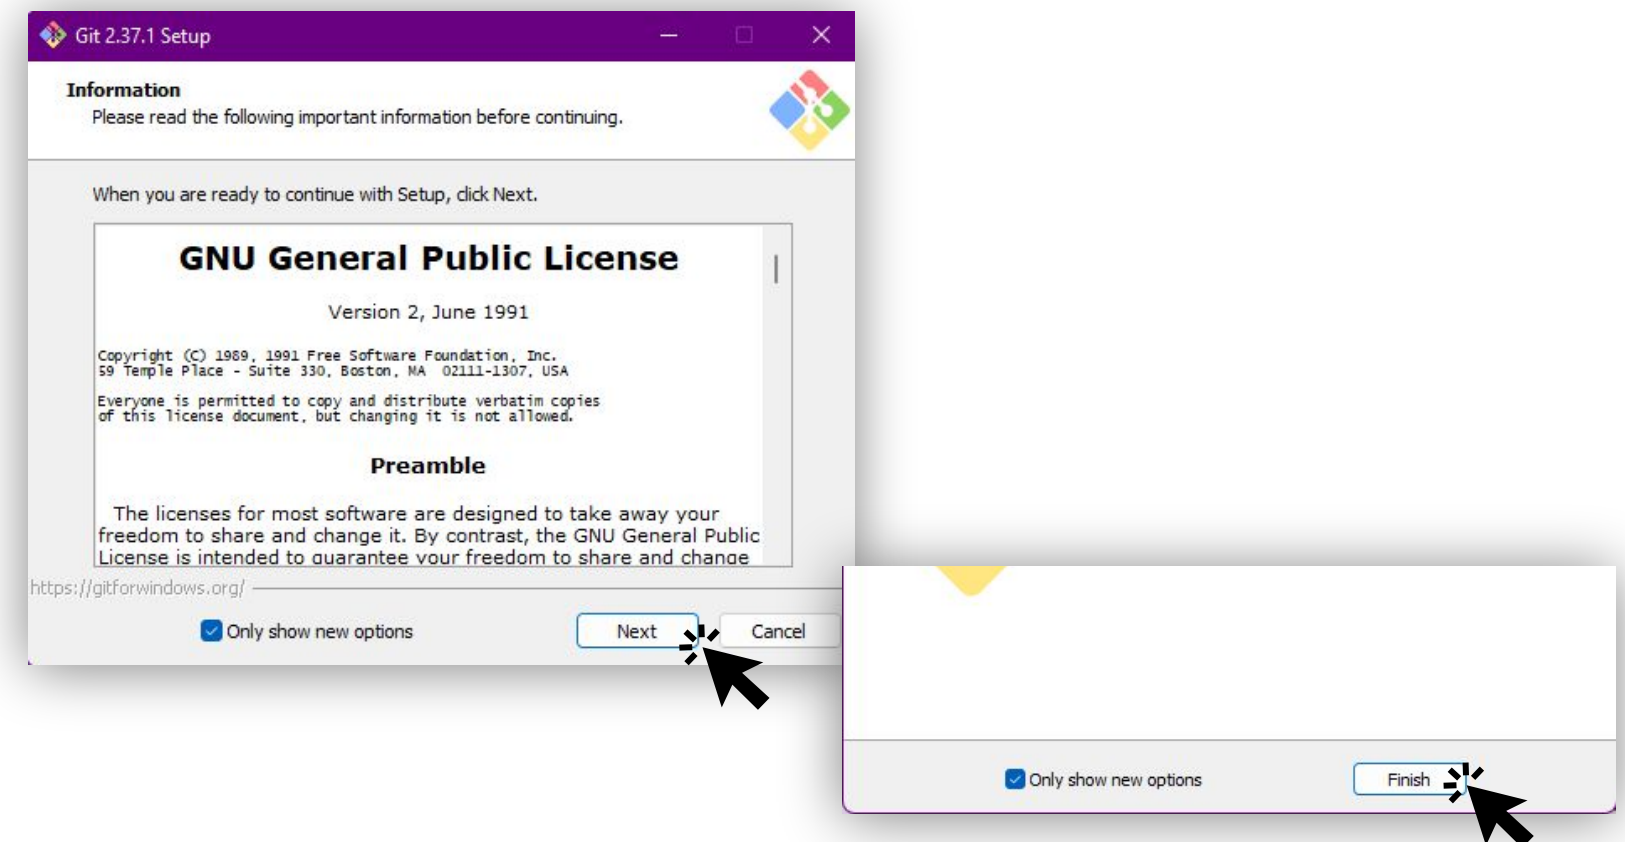 Git 2.37.1 Setup
Information
Please read the following important information before continuing.
When you are ready to continue with Setup, click Next.
GNU General Public License
Version 2, June 1991
Copyright (C) 1989, 1991 Free Software Foundation, Inc.
59 Temple Place - Suite 330, Boston, MA  02111-1307, USA
Everyone is permitted to copy and distribute verbatim copies
of this license document, but changing it is not allowed.
Preamble
The licenses for most software are designed to take away your
freedom to share and change it. By contrast, the GNU General Public
License is intended to guarantee your freedom to share and change
https://gitforwindows.org/
Only show new options
Next
Cancel
Only show new options
Finish